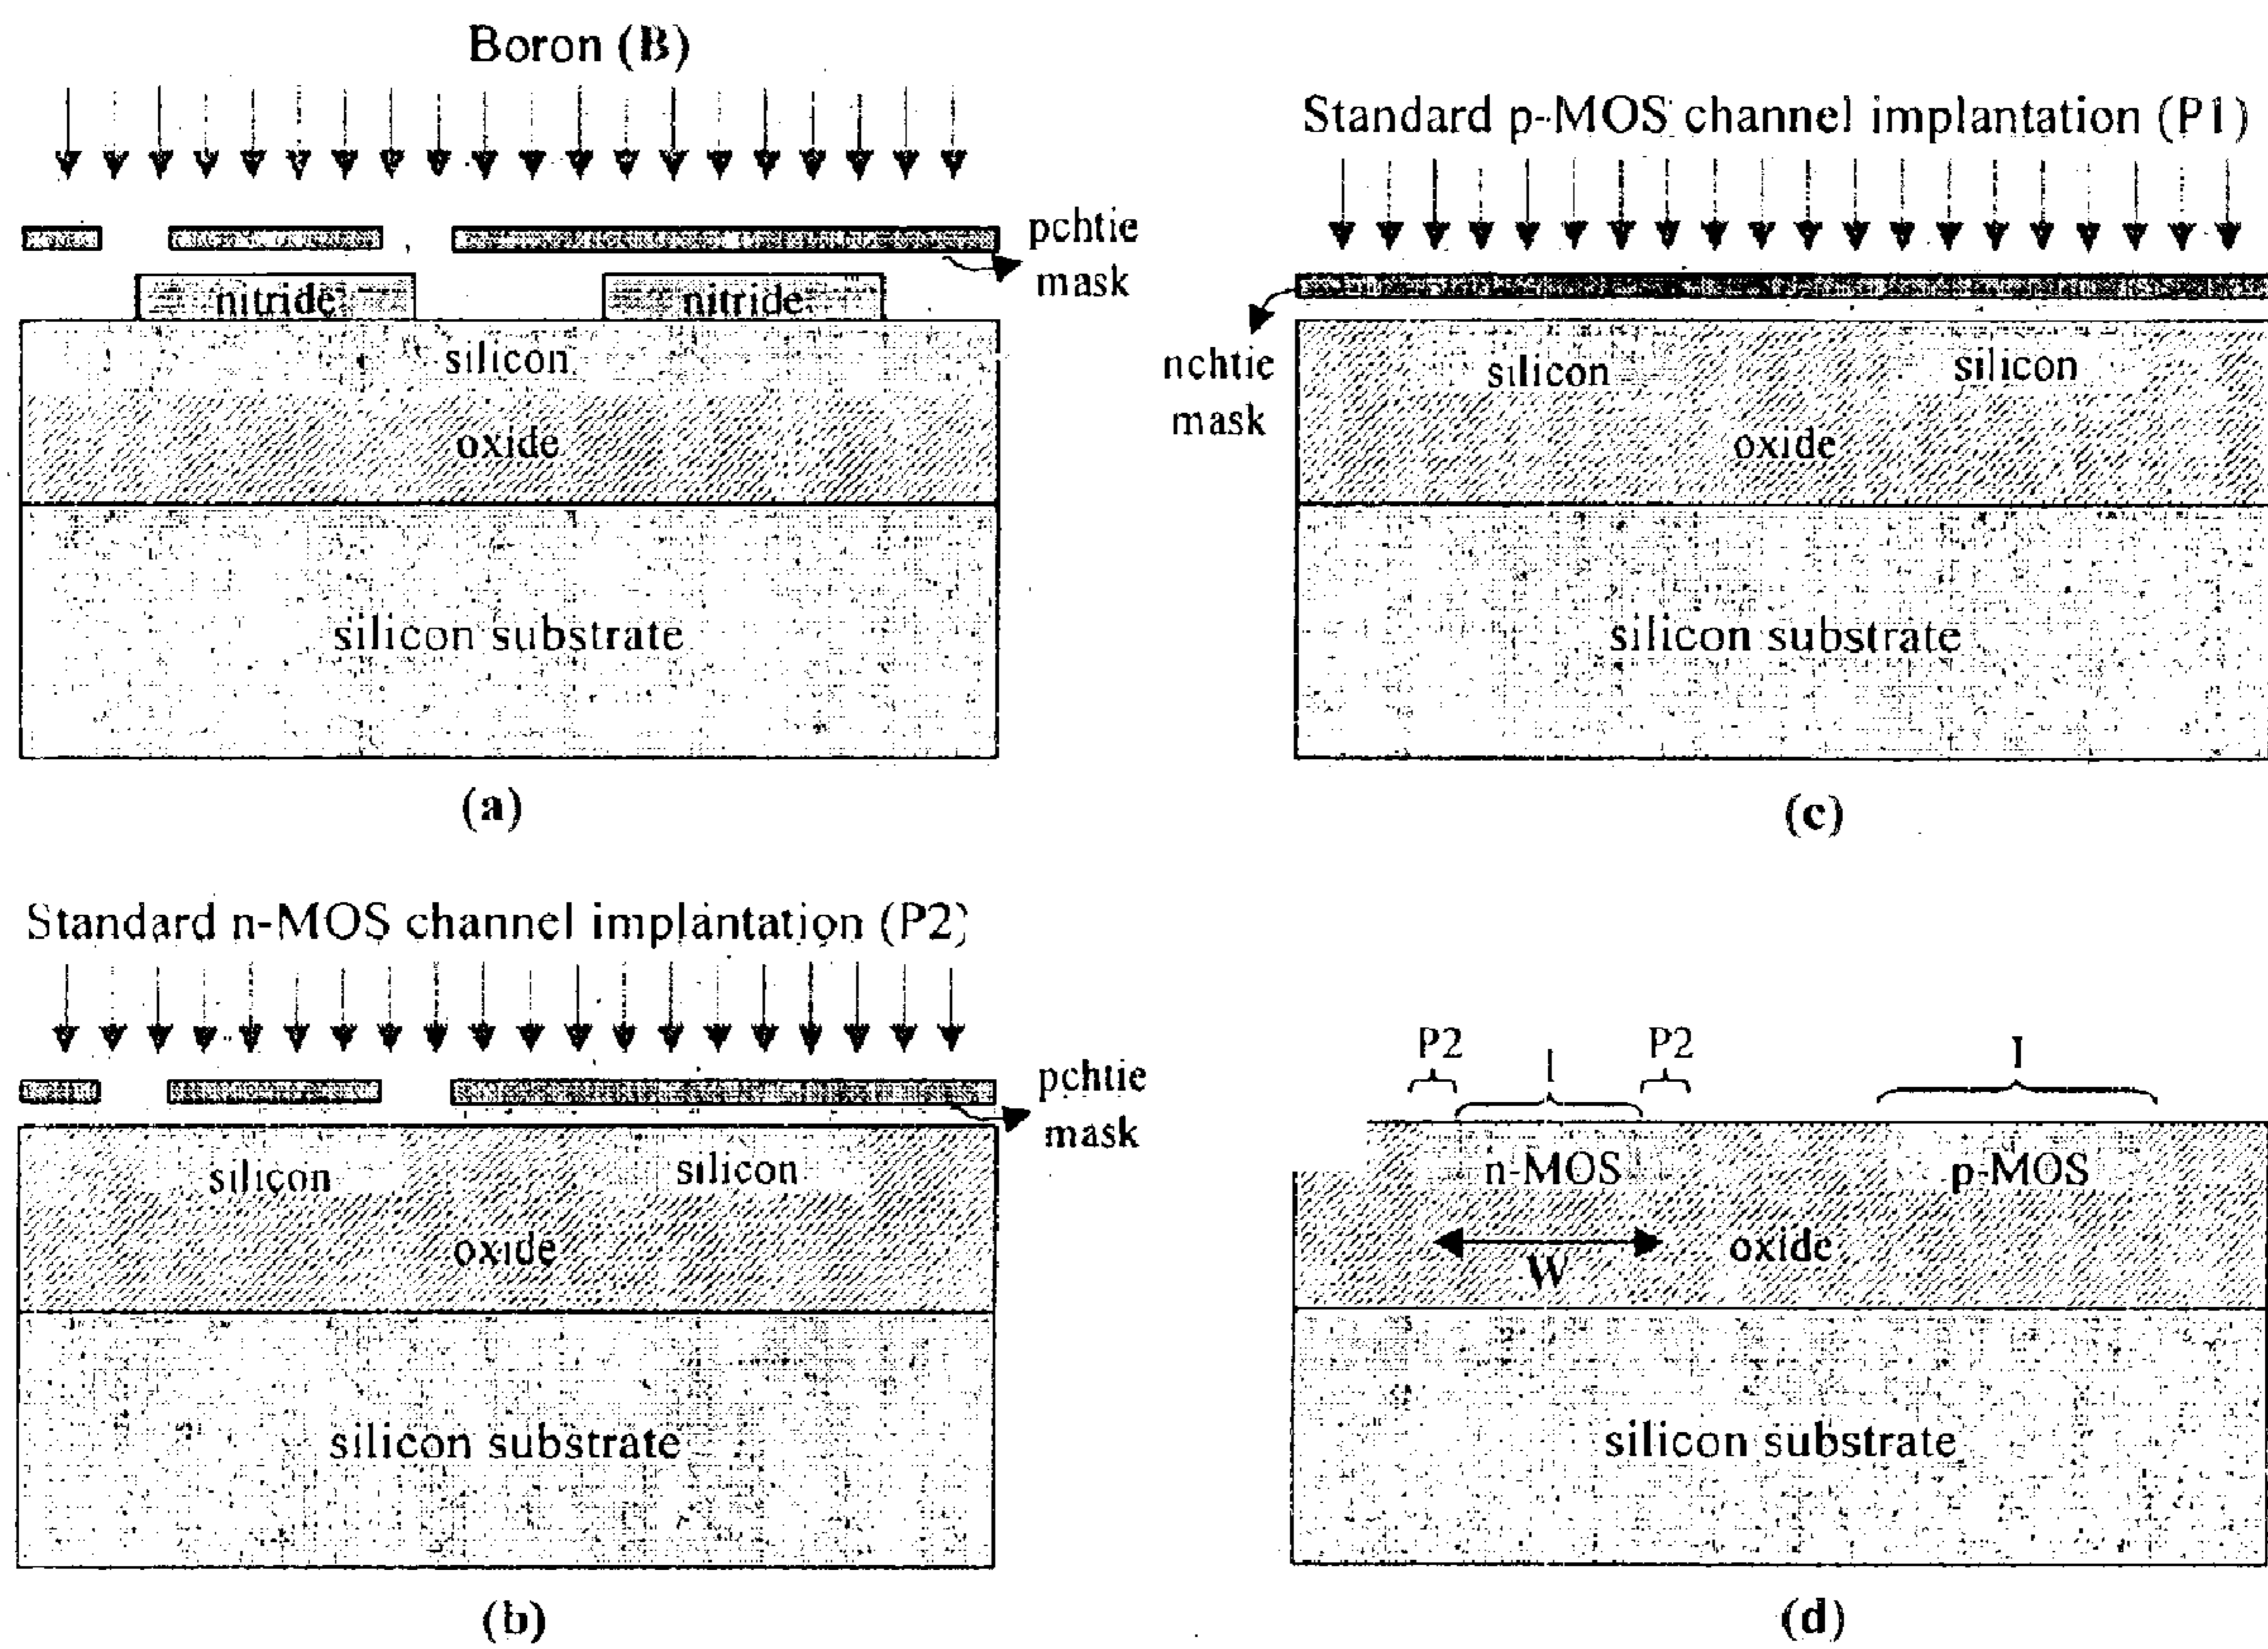 Boron (B)
pchtie
mask
nitride
nitride
silicon
oxide
silicon substrate
(a)
Standard n-MOS channel implantation (P2)
pchtie
mask
silicon
silicon
oxide
silicon substrate
(b)
Standard p-MOS channel implantation (P1)
nchtie
mask
silicon
silicon
oxide
silicon substrate
(c)
P2
I
P2
I
n-MOS
p-MOS
W
oxide
silicon substrate
(d)